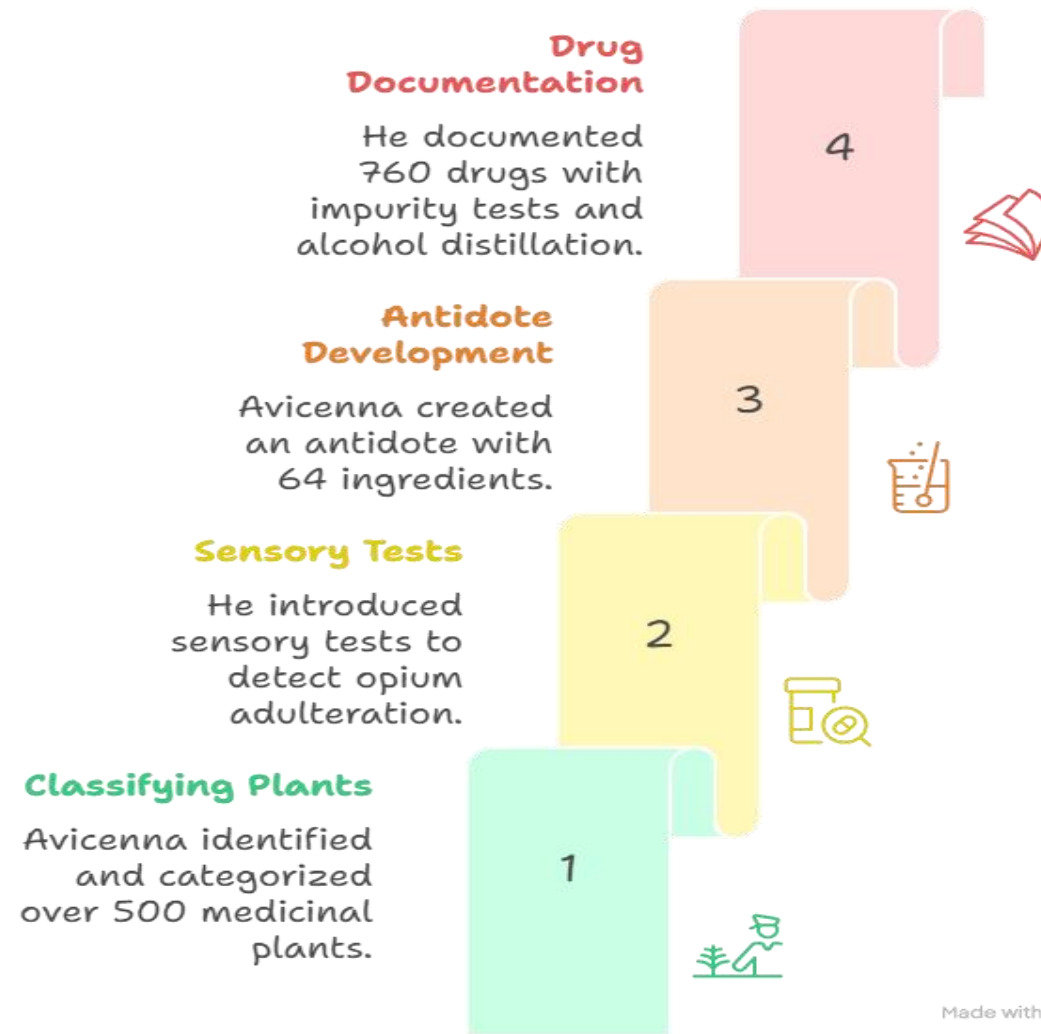 Drug
Documentation
He documented
760 drugs with
impurity tests and
alcohol distillation.
4
Antidote
Development
Avicenna created
an antidote with
64 ingredients.
3
Sensory Tests
He introduced
sensory tests to
detect opium
adulteration.
2
Classifying Plants
Avicenna identified
and categorized
over 500 medicinal
plants.
1
Made with